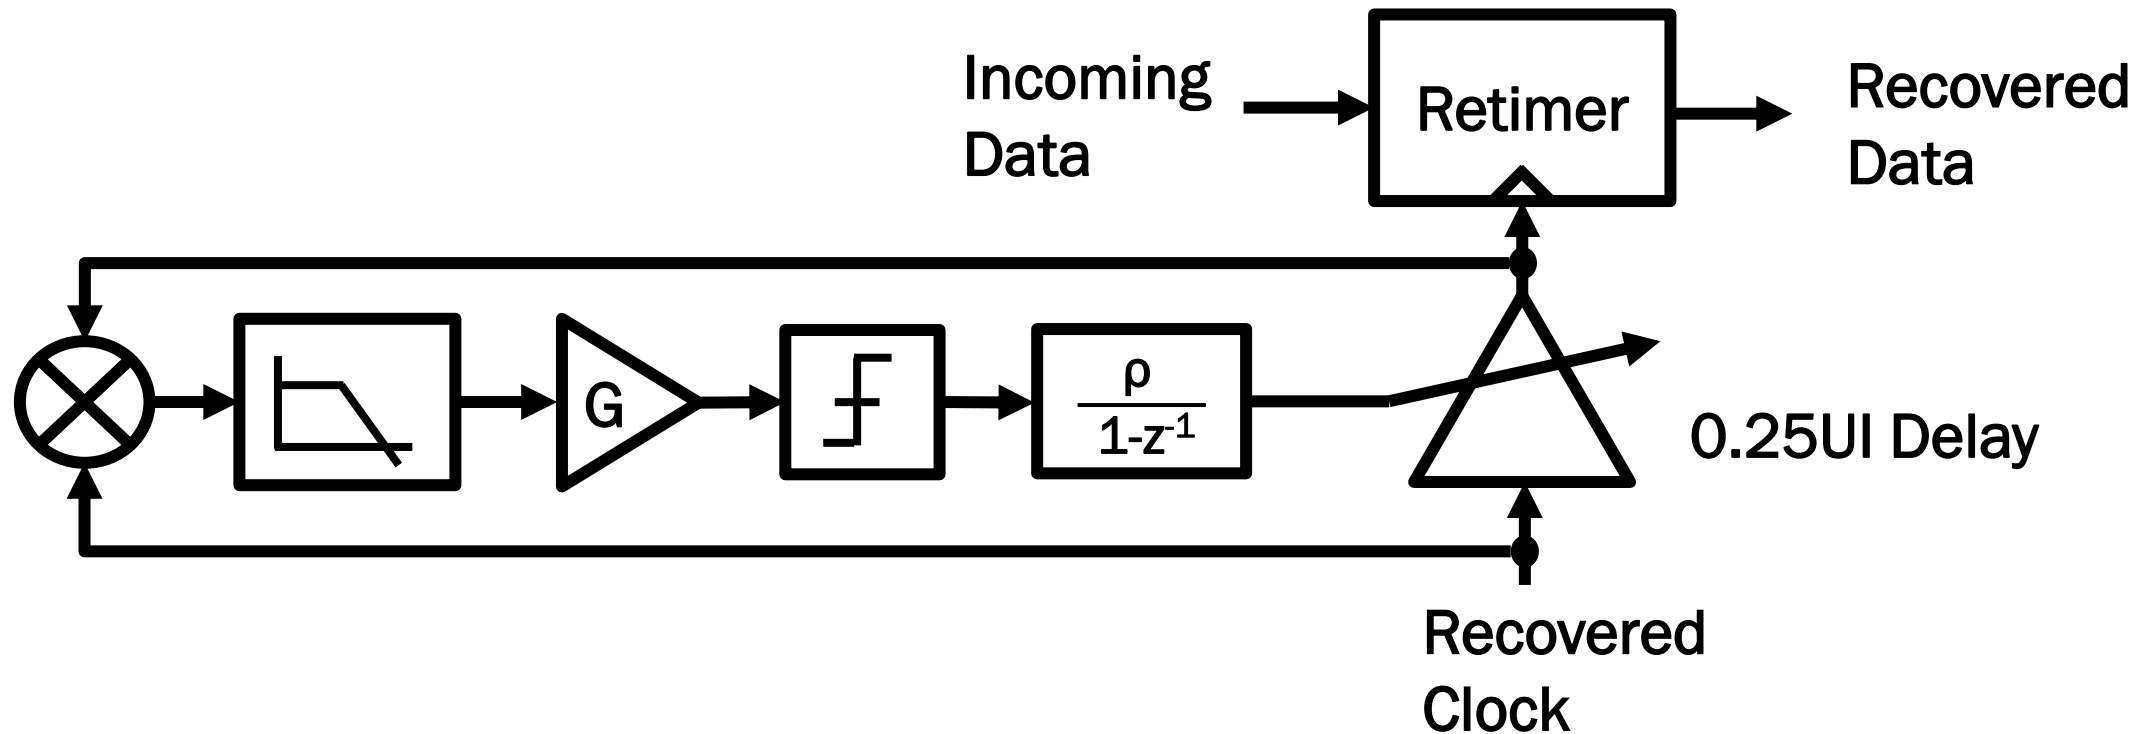 Incoming
Data
Retimer
Recovered
Data
G
ρ
1-z⁻¹
0.25UI Delay
Recovered
Clock